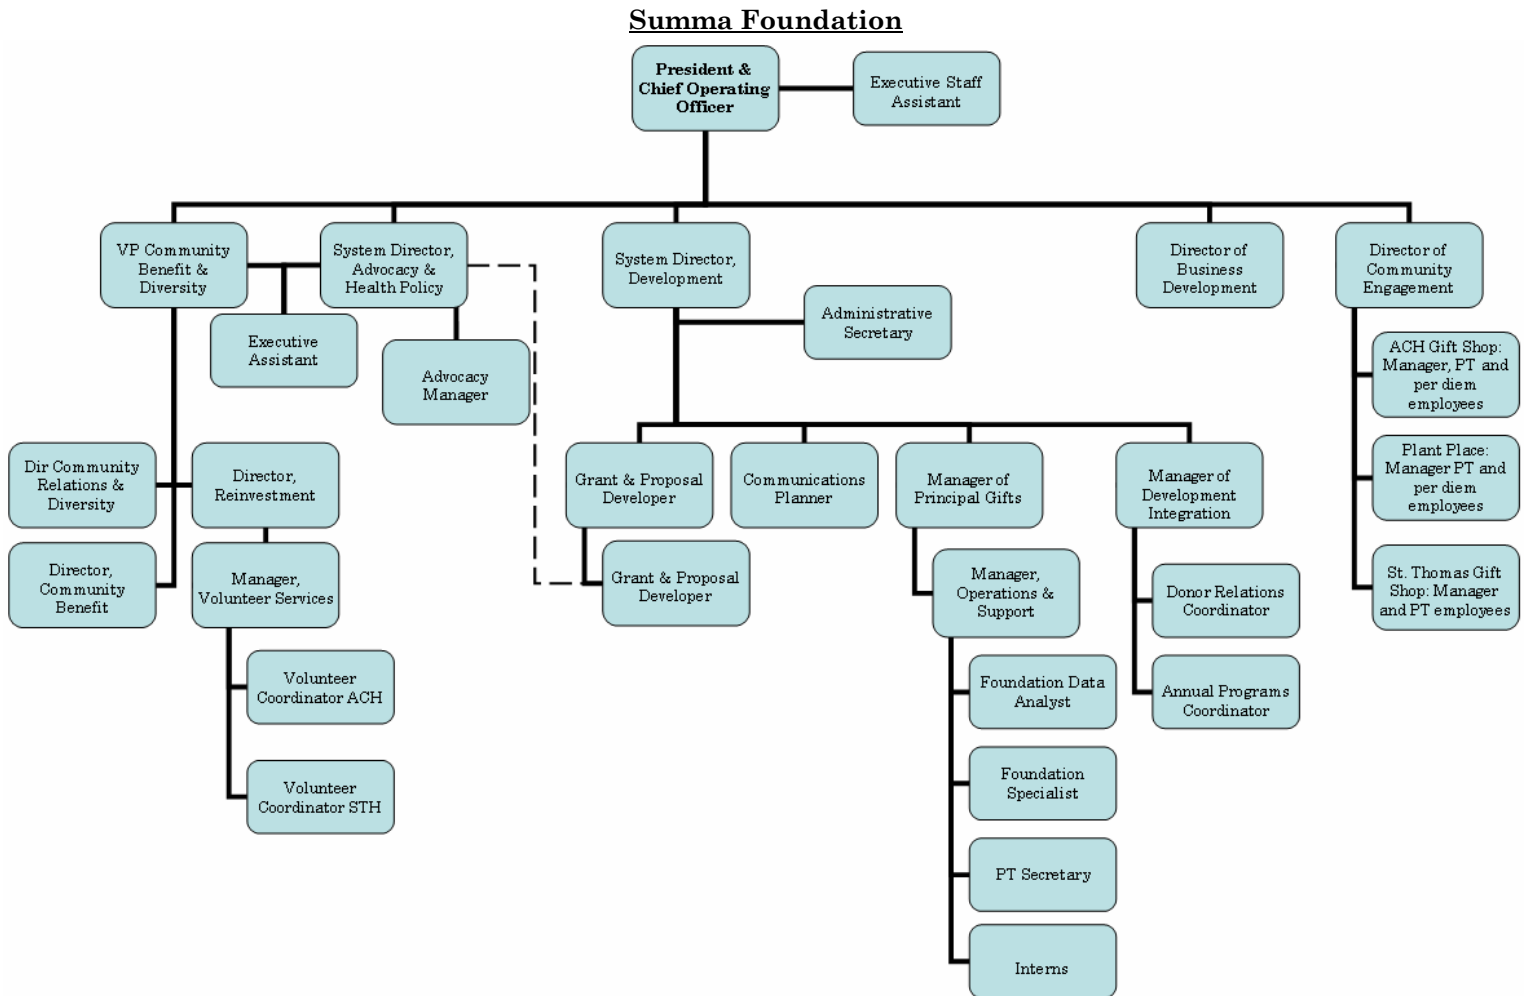 Summa Foundation
President &
Chief Operating
Officer
Executive Staff
Assistant
VP Community
Benefit &
Diversity
System Director,
Advocacy &
Health Policy
System Director,
Development
Director of
Business
Development
Director of
Community
Engagement
Executive
Assistant
Advocacy
Manager
Administrative
Secretary
ACH Gift Shop:
Manager, PT and
per diem
employees
Plant Place:
Manager PT and
per diem
employees
St. Thomas Gift
Shop: Manager
and PT employees
Dir Community
Relations &
Diversity
Director,
Reinvestment
Director,
Community
Benefit
Manager,
Volunteer Services
Volunteer
Coordinator ACH
Volunteer
Coordinator STH
Grant & Proposal
Developer
Communications
Planner
Manager of
Principal Gifts
Manager of
Development
Integration
Grant & Proposal
Developer
Manager,
Operations &
Support
Donor Relations
Coordinator
Annual Programs
Coordinator
Foundation Data
Analyst
Foundation
Specialist
PT Secretary
Interns